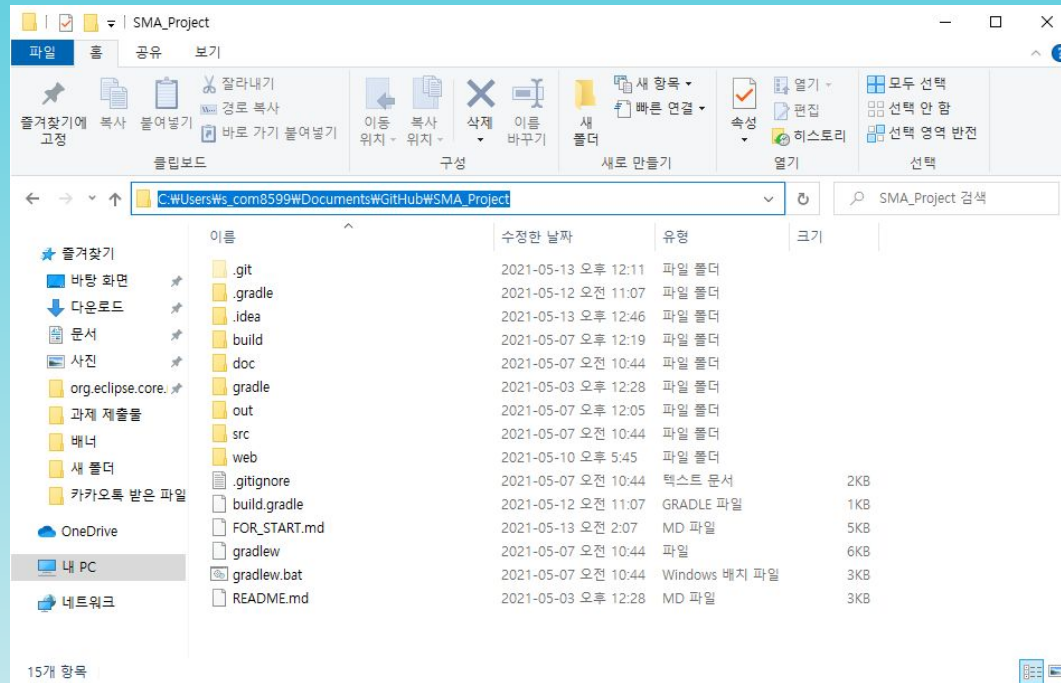 SMA_Project
파일 홈 공유 보기
즐겨찾기에 고정
복사
붙여넣기
잘라내기
경로 복사
바로 가기 붙여넣기
클립보드
이동 위치
복사 위치
삭제
이름 바꾸기
구성
새 폴더
새 항목
빠른 연결
새로 만들기
속성
열기
편집
히스토리
열기
모두 선택
선택 안 함
선택 영역 반전
선택
C:₩Users₩s_com8599₩Documents₩GitHub₩SMA_Project
SMA_Project 검색
즐겨찾기
바탕 화면
다운로드
문서
사진
org.eclipse.core.
과제 제출물
배너
새 폴더
카카오톡 받은 파일
OneDrive
내 PC
네트워크
이름 수정한 날짜 유형 크기
.git 2021-05-13 오후 12:11 파일 폴더
.gradle 2021-05-12 오전 11:07 파일 폴더
.idea 2021-05-13 오후 12:46 파일 폴더
build 2021-05-07 오후 12:19 파일 폴더
doc 2021-05-07 오전 10:44 파일 폴더
gradle 2021-05-03 오후 12:28 파일 폴더
out 2021-05-07 오후 12:05 파일 폴더
src 2021-05-07 오전 10:44 파일 폴더
web 2021-05-10 오후 5:45 파일 폴더
.gitignore 2021-05-07 오전 10:44 텍스트 문서 2KB
build.gradle 2021-05-12 오전 11:07 GRADLE 파일 1KB
FOR_START.md 2021-05-13 오전 2:07 MD 파일 5KB
gradlew 2021-05-07 오전 10:44 파일 6KB
gradlew.bat 2021-05-07 오전 10:44 Windows 배치 파일 3KB
README.md 2021-05-03 오후 12:28 MD 파일 3KB
15개 항목